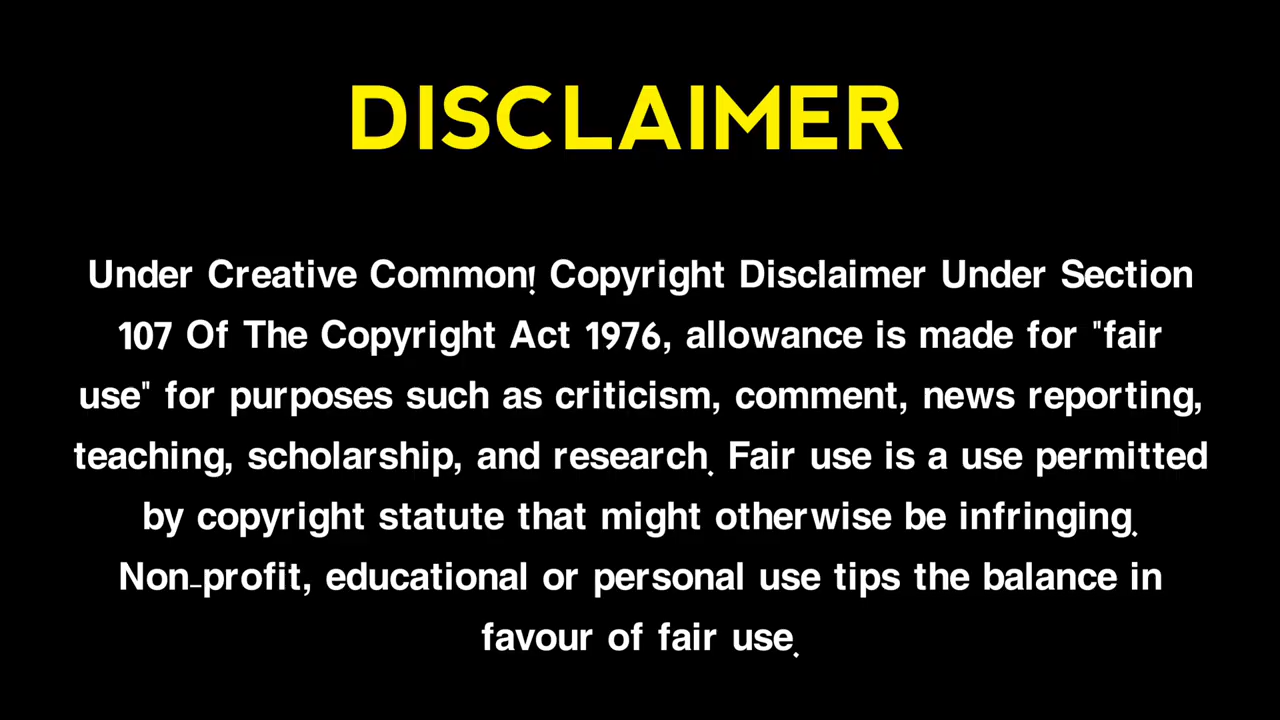 DISCLAIMER
Under Creative Common! Copyright Disclaimer Under Section
107 Of The Copyright Act 1976, allowance is made for "fair
use" for purposes such as criticism, comment, news reporting,
teaching, scholarship, and research. Fair use is a use permitted
by copyright statute that might otherwise be infringing.
Non-profit, educational or personal use tips the balance in
favour of fair use.